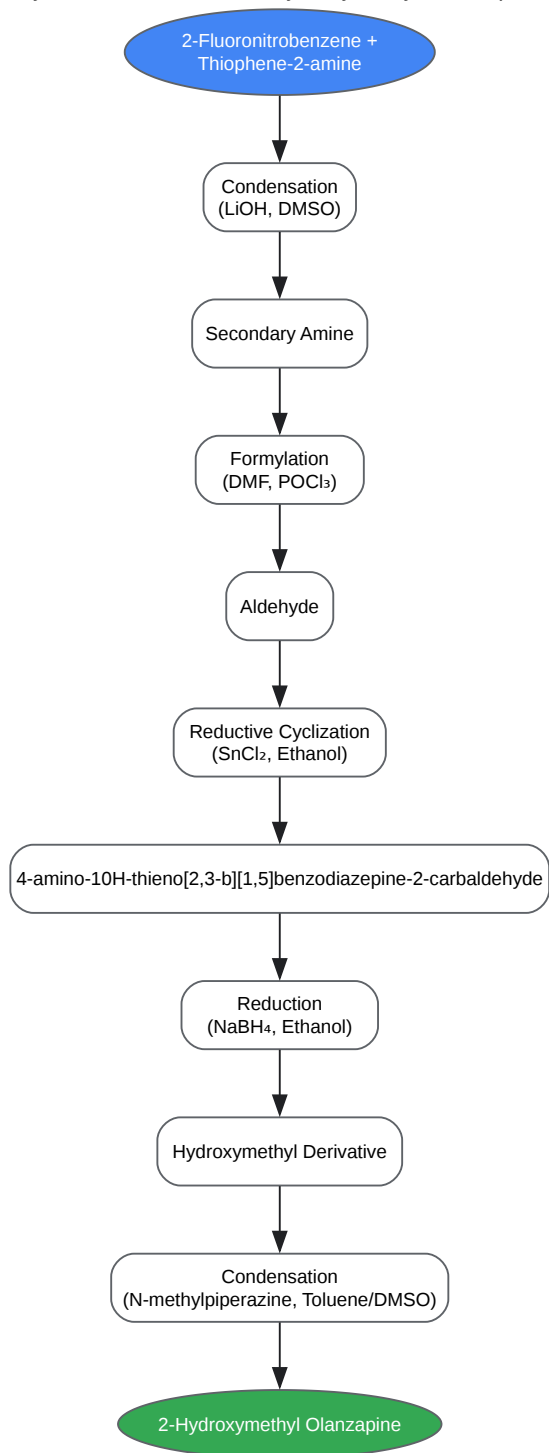 2-Fluoronitrobenzene +
Thiophene-2-amine
Condensation
(LiOH, DMSO)
Secondary Amine
Formylation
(DMF, POCl₃)
Aldehyde
Reductive Cyclization
(SnCl₂, Ethanol)
4-amino-10H-thieno[2,3-b][1,5]benzodiazepine-2-carbaldehyde
Reduction
(NaBH₄, Ethanol)
Hydroxymethyl Derivative
Condensation
(N-methylpiperazine, Toluene/DMSO)
2-Hydroxymethyl Olanzapine